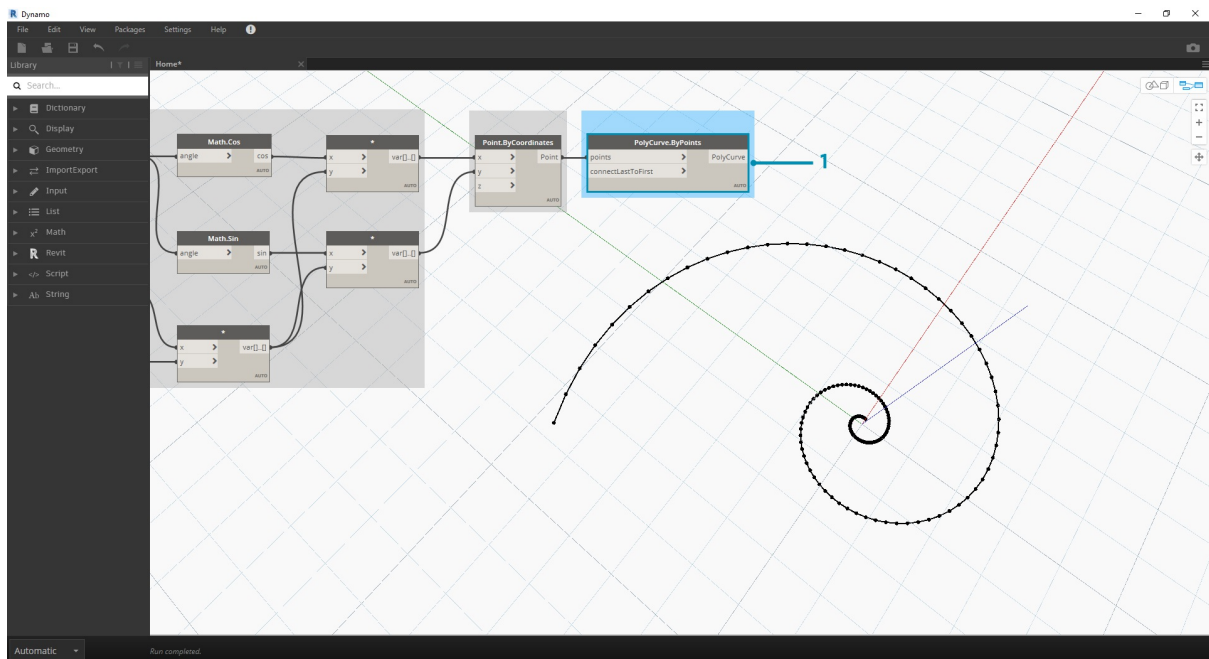 R Dynamo
File Edit View Packages Settings Help !
Library
Home*
Search...
Dictionary
Display
Geometry
ImportExport
Input
List
x² Math
R Revit
</> Script
Ab String
Math.Cos
angle > cos
AUTO
*
x > var[]..[]
y >
AUTO
Math.Sin
angle > sin
AUTO
*
x > var[]..[]
y >
AUTO
*
x > var[]..[]
y >
AUTO
Point.ByCoordinates
x > Point
y >
z >
AUTO
PolyCurve.ByPoints
points > PolyCurve
connectLastToFirst >
AUTO
1
Automatic
Run completed.